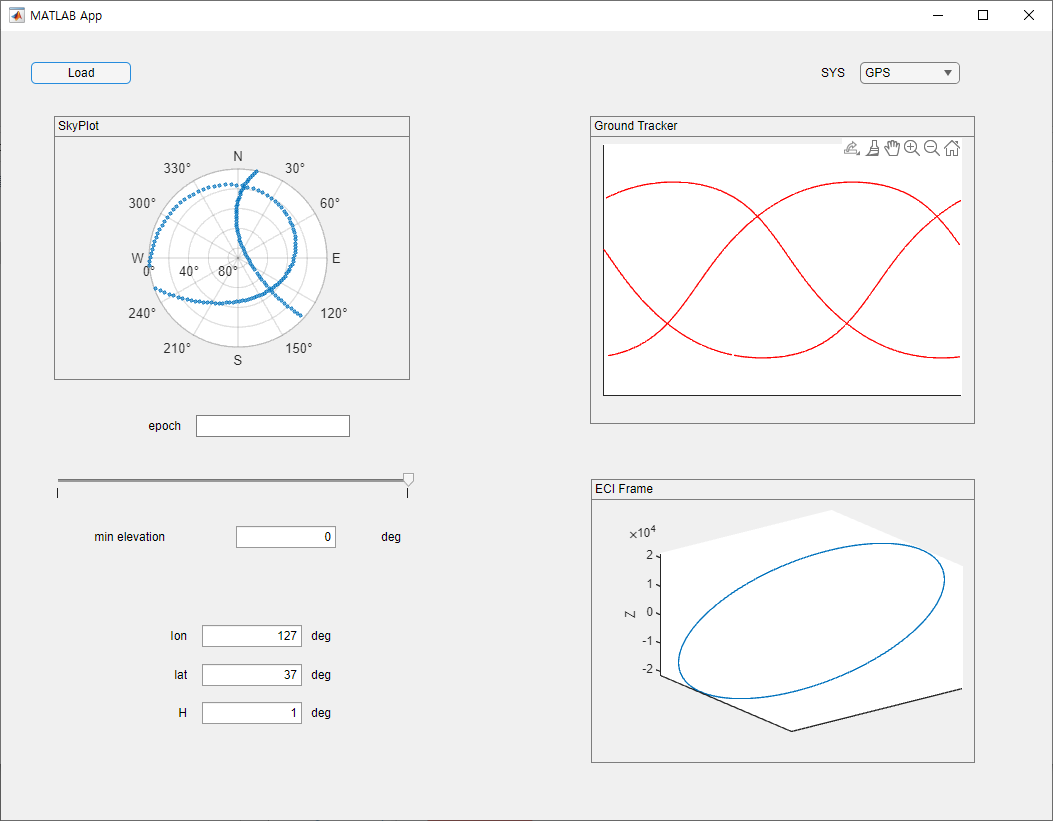 MATLAB App
Load
SYS GPS
SkyPlot
N
330° 30°
300° 60°
W 0° 40° 80° E
240° 120°
210° 150°
S
Ground Tracker
epoch
min elevation 0 deg
lon 127 deg
lat 37 deg
H 1 deg
ECI Frame
×10⁴
2
1
0
-1
-2
Z